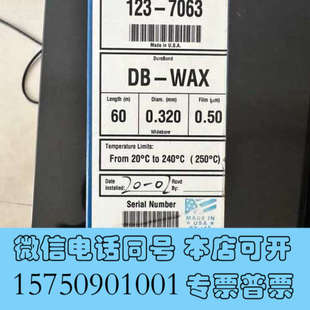 123-7063
Made in U.S.A.
DuraBond
DB-WAX
Length (m) Diam. (mm) Film (µm)
60 0.320 0.50
Widebore
Temperature Limits:
From 20°C to 240°C (250°C)
Date installed: 20-02 Rcvd By:
Serial Number
MADE IN
USA
微信电话同号 本店可开
15750901001 专票普票